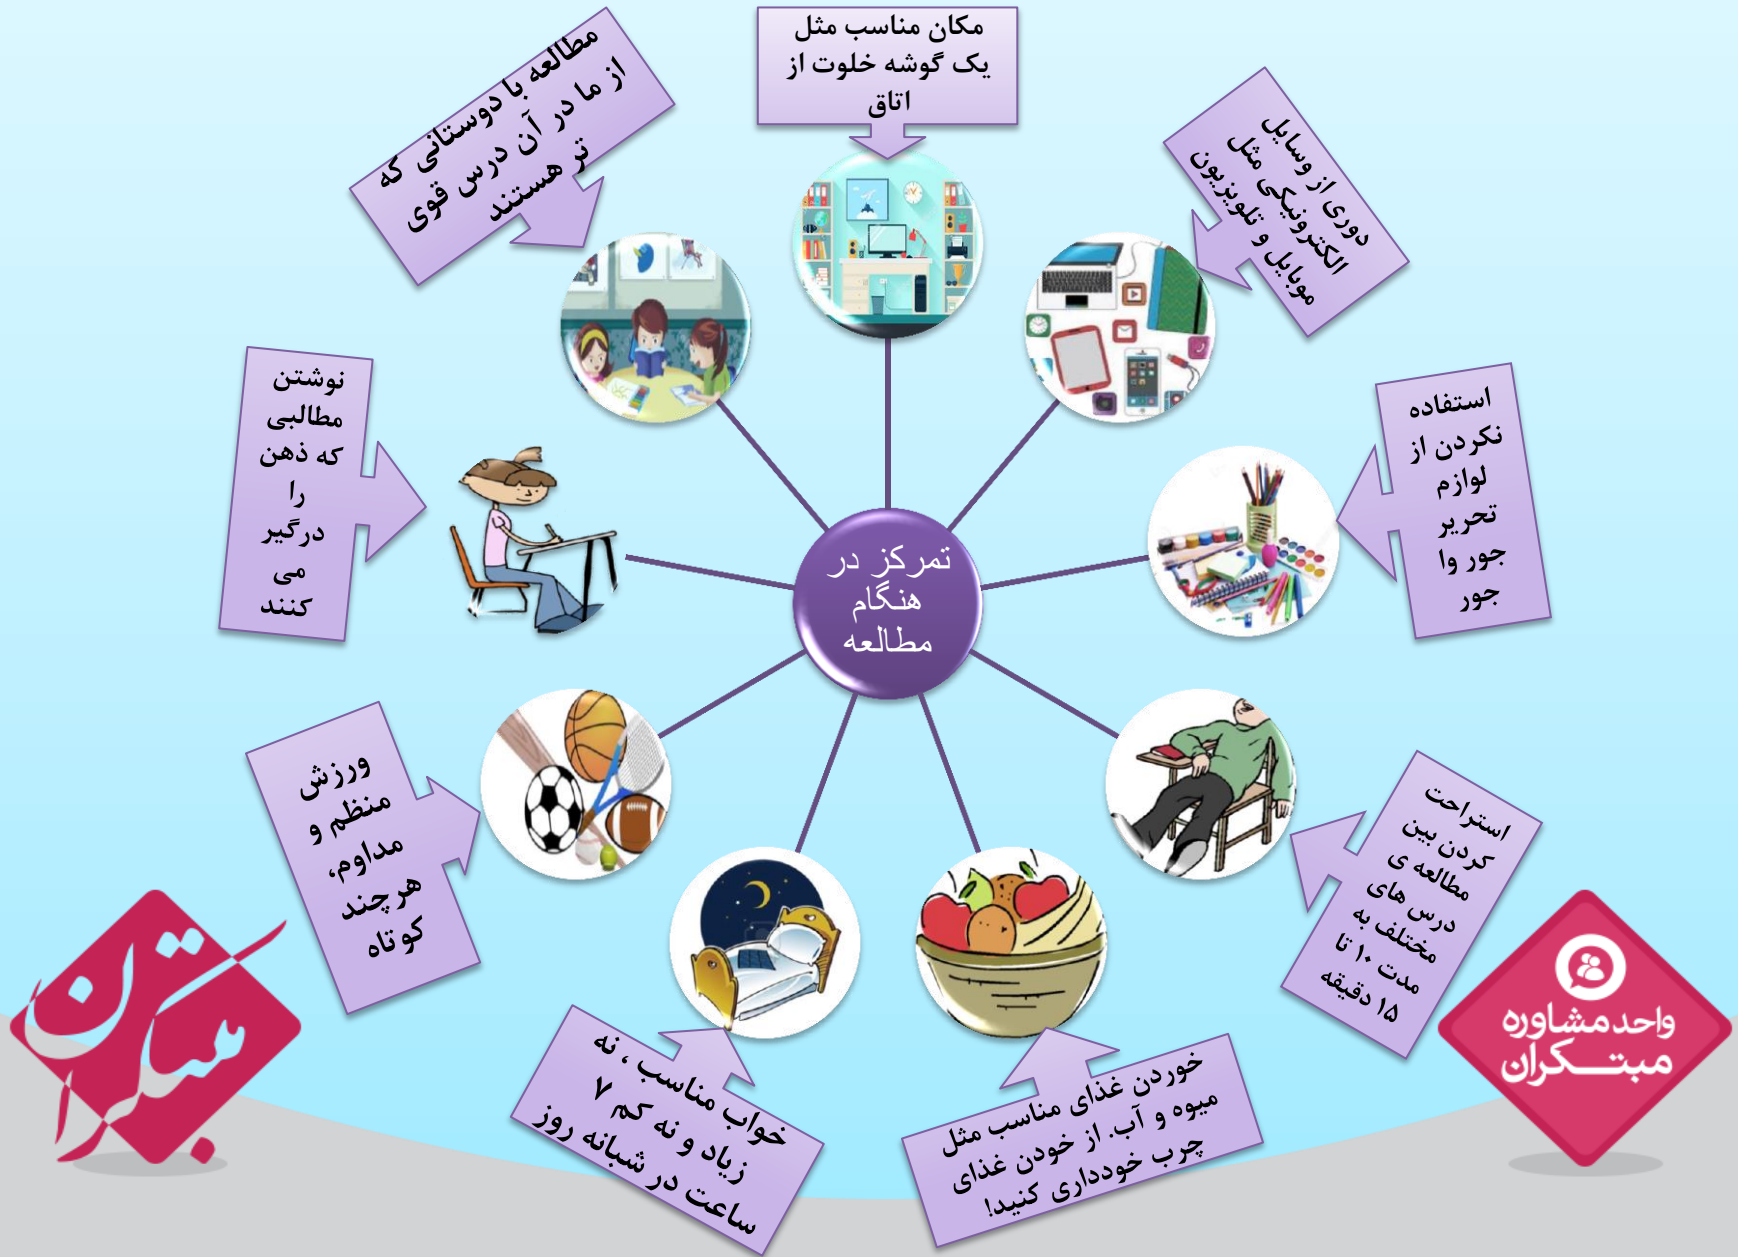 مکان مناسب مثل
یک گوشه خلوت از
اتاق
دوری از وسایل
الکترونیکی مثل
موبایل و تلویزیون
استفاده
نکردن از
لوازم
تحریر
جور وا
جور
استراحت
کردن بین
مطالعه ی
درس های
مختلف به
مدت ۱۰ تا
۱۵ دقیقه
خوردن غذای مناسب مثل
میوه و آب. از خودن غذای
چرب خودداری کنید!
خواب مناسب ، نه
زیاد و نه کم ۷
ساعت در شبانه روز
ورزش
منظم و
مداوم،
هرچند
کوتاه
نوشتن
مطالبی
که ذهن
را
درگیر
می
کنند
مطالعه با دوستانی که
از ما در آن درس قوی
تر هستند
تمرکز در
هنگام
مطالعه
مبتکران
واحد مشاوره
مبتکران